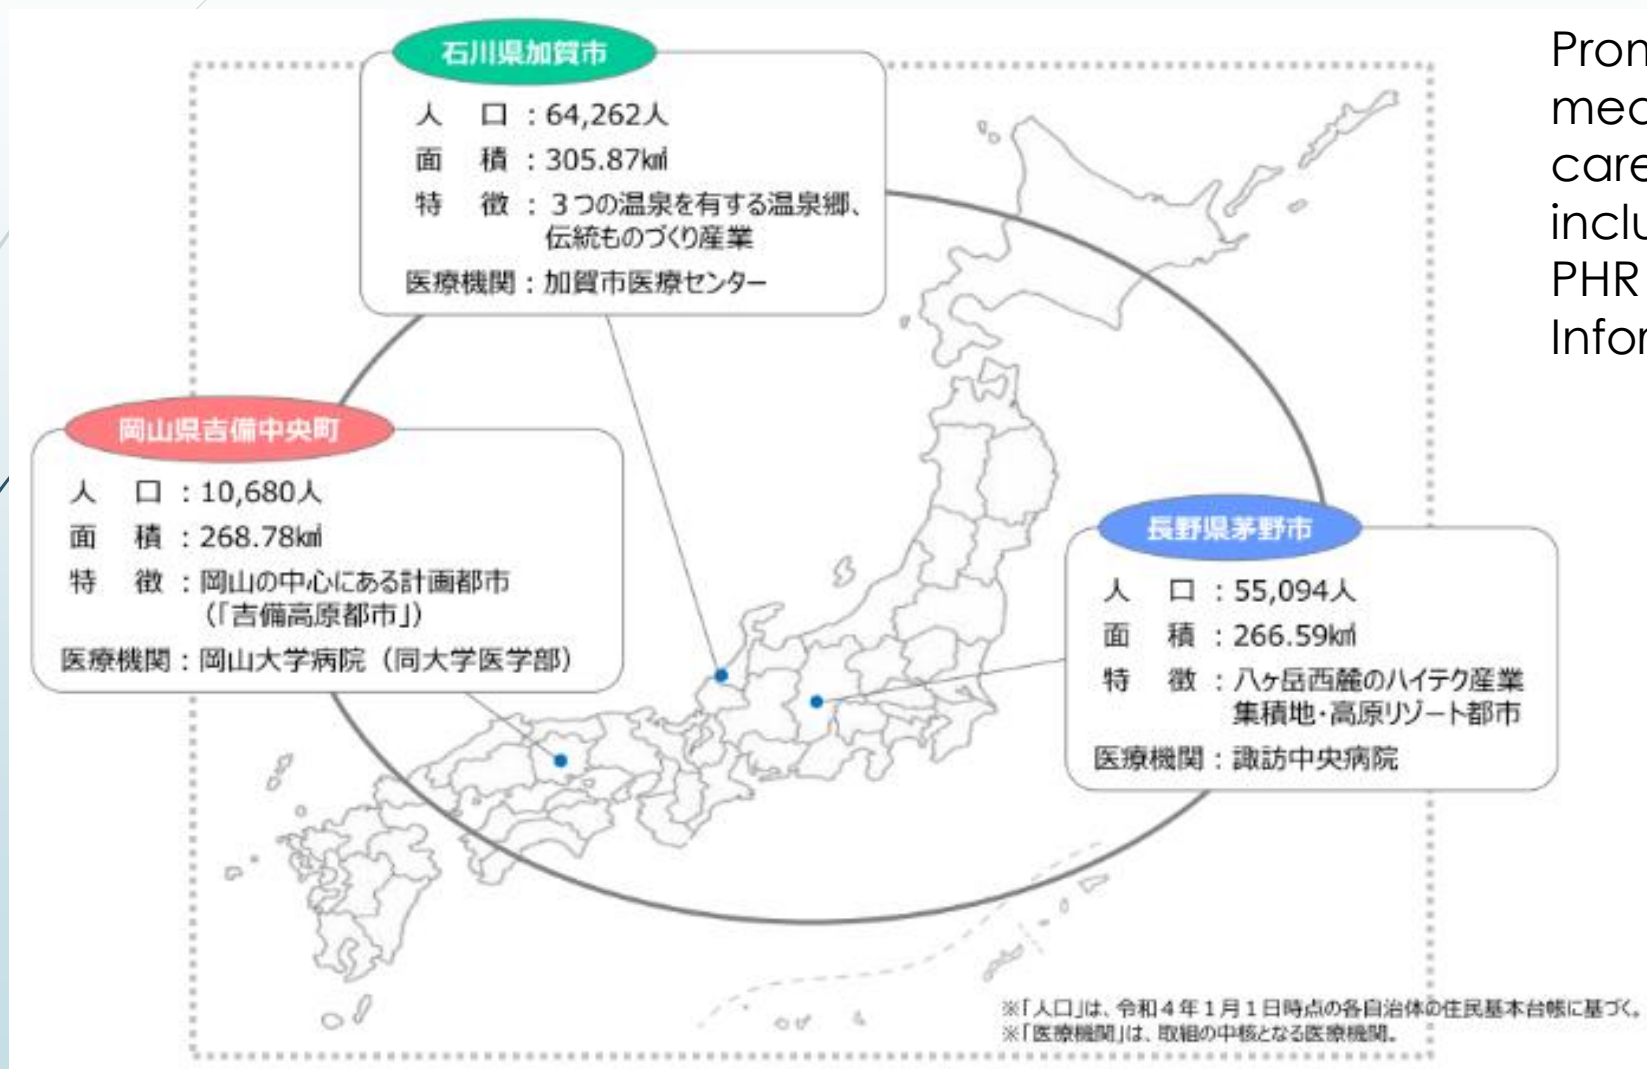 石川県加賀市
人　口：64,262人
面　積：305.87㎢
特　徴：３つの温泉を有する温泉郷、
伝統ものづくり産業
医療機関：加賀市医療センター
岡山県吉備中央町
人　口：10,680人
面　積：268.78㎢
特　徴：岡山の中心にある計画都市
（「吉備高原都市」）
医療機関：岡山大学病院（同大学医学部）
長野県茅野市
人　口：55,094人
面　積：266.59㎢
特　徴：八ヶ岳西麓のハイテク産業
集積地・高原リゾート都市
医療機関：諏訪中央病院
※「人口」は、令和４年１月１日時点の各自治体の住民基本台帳に基づく。
※「医療機関」は、取組の中核となる医療機関。
care
PHR